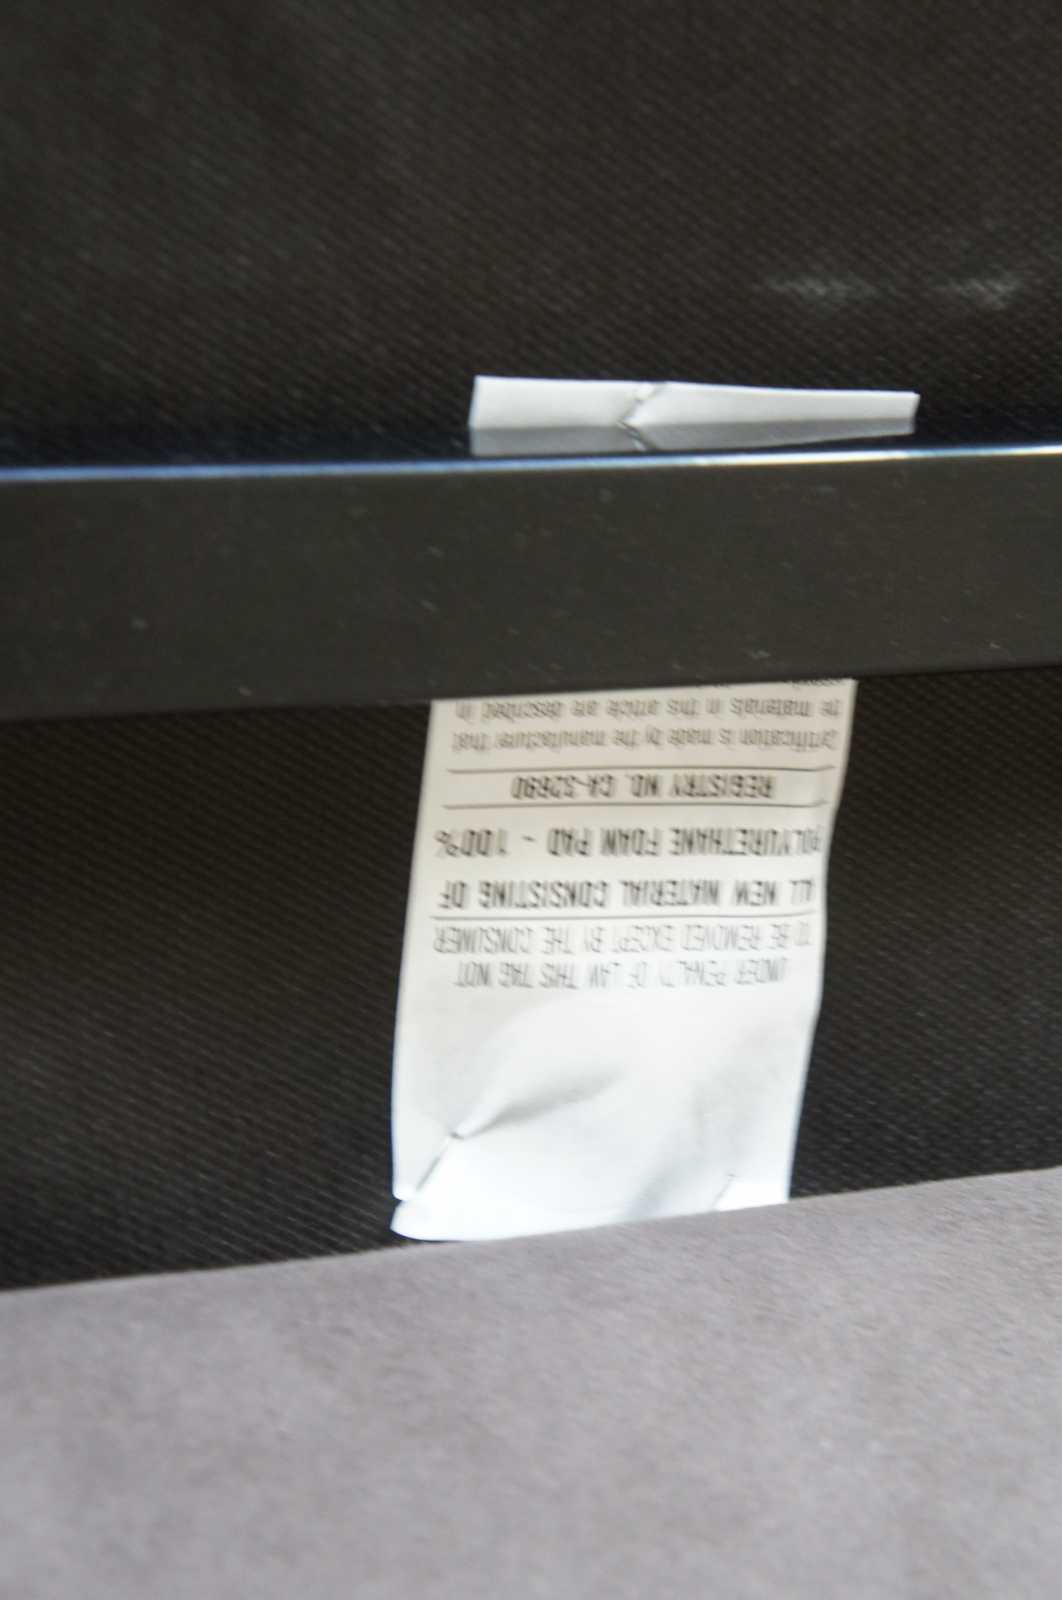 UNDER PENALTY OF LAW THIS TAG NOT
TO BE REMOVED EXCEPT BY THE CONSUMER
ALL NEW MATERIAL CONSISTING OF
POLYURETHANE FOAM PAD - 100%
REGISTRY NO. CA-32690
Certification is made by the manufacturer that
the materials in this article are described in